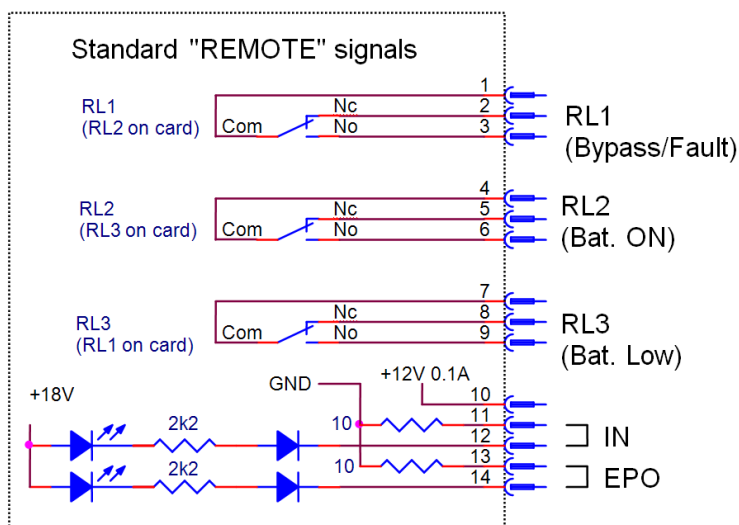 Standard "REMOTE" signals
RL1
(RL2 on card)
Com
Nc
No
1
2
3
RL1
(Bypass/Fault)
RL2
(RL3 on card)
Com
Nc
No
4
5
6
RL2
(Bat. ON)
RL3
(RL1 on card)
Com
Nc
No
7
8
9
RL3
(Bat. Low)
+18V
GND
+12V 0.1A
10
2k2
10
11
12
IN
2k2
10
13
14
EPO